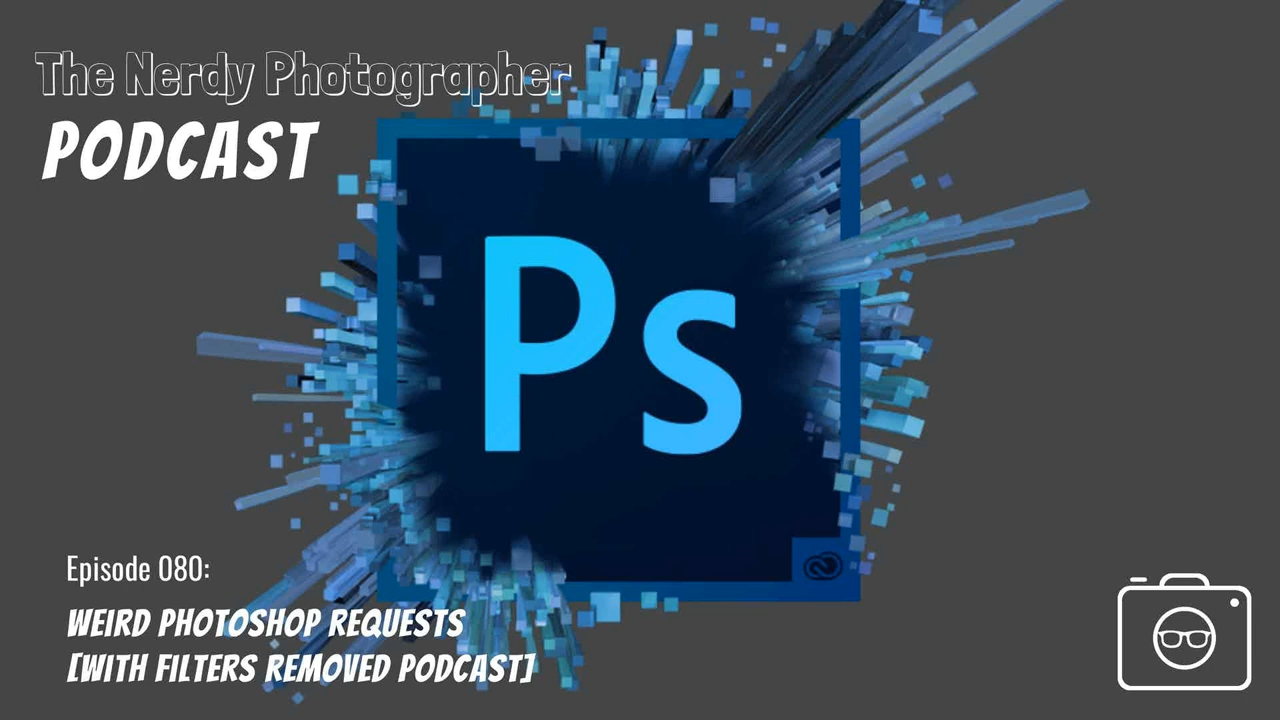 The Nerdy Photographer
PODCAST
Ps
Episode 080:
WEIRD PHOTOSHOP REQUESTS
[WITH FILTERS REMOVED PODCAST]